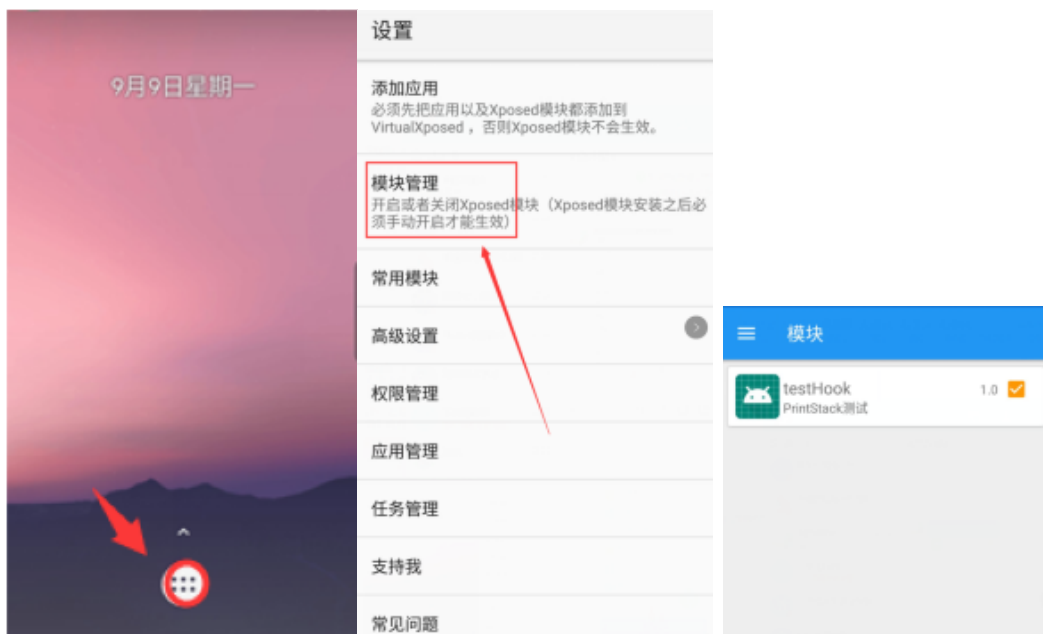 9月9日星期一
设置
添加应用
必须先把应用以及Xposed模块都添加到
VirtualXposed ，否则Xposed模块不会生效。
模块管理
开启或者关闭Xposed模块（Xposed模块安装之后必
须手动开启才能生效）
常用模块
高级设置
权限管理
应用管理
任务管理
支持我
常见问题
模块
testHook
1.0
PrintStack测试